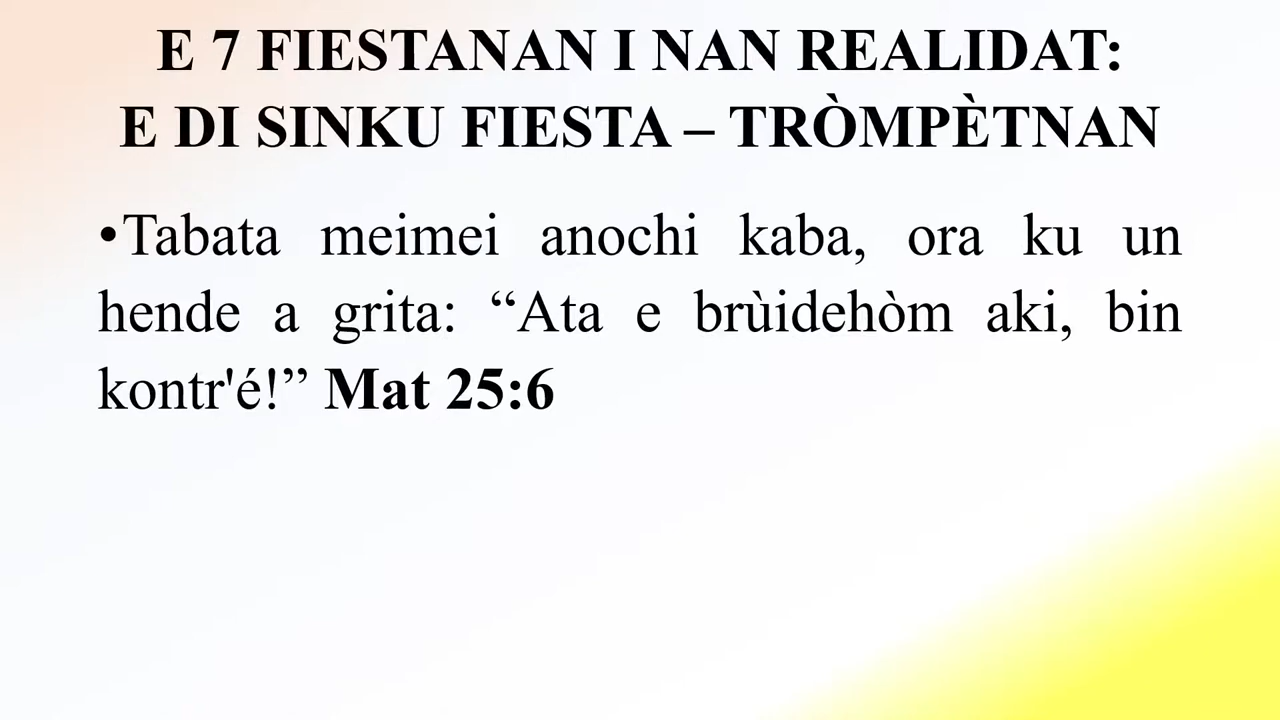 E 7 FIESTANAN I NAN REALIDAT:
E DI SINKU FIESTA – TRÒMPÈTNAN
•Tabata meimei anochi kaba, ora ku un
hende a grita: “Ata e brùidehòm aki, bin
kontr'é!” Mat 25:6